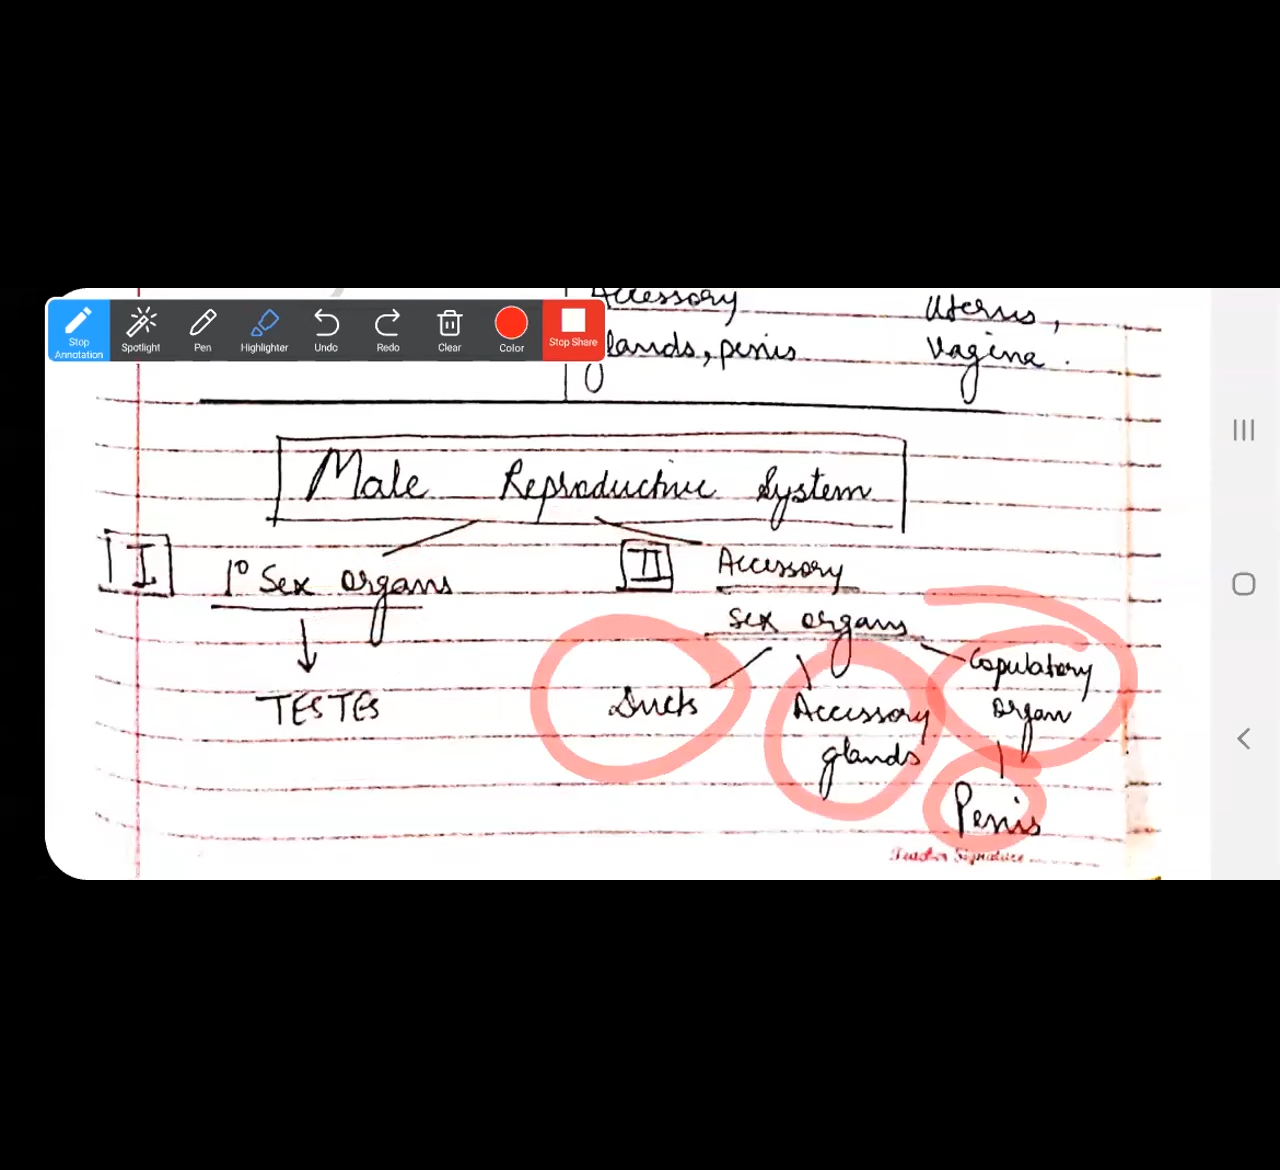 Stop Annotation
Spotlight
Pen
Highlighter
Undo
Redo
Clear
Color
Stop Share
Accessory
lands, penis
Uterus,
Vagina.
Male Reproductive System
I 1° Sex organs
TESTES
II Accessory
sex organs
Ducts
Accessory
glands
Copulatory
organ
Penis
Teacher Signature